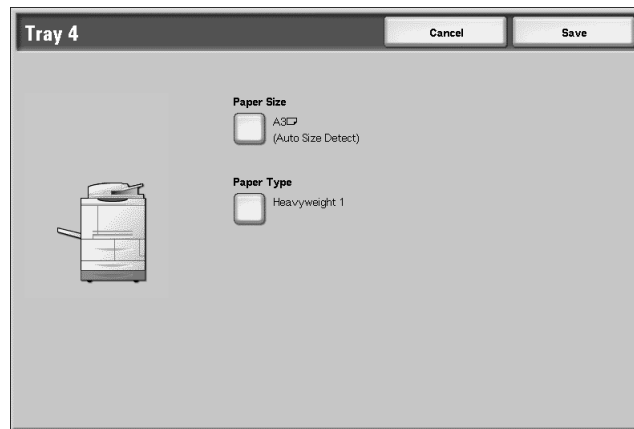 Tray 4
Cancel
Save
Paper Size
A3
(Auto Size Detect)
Paper Type
Heavyweight 1